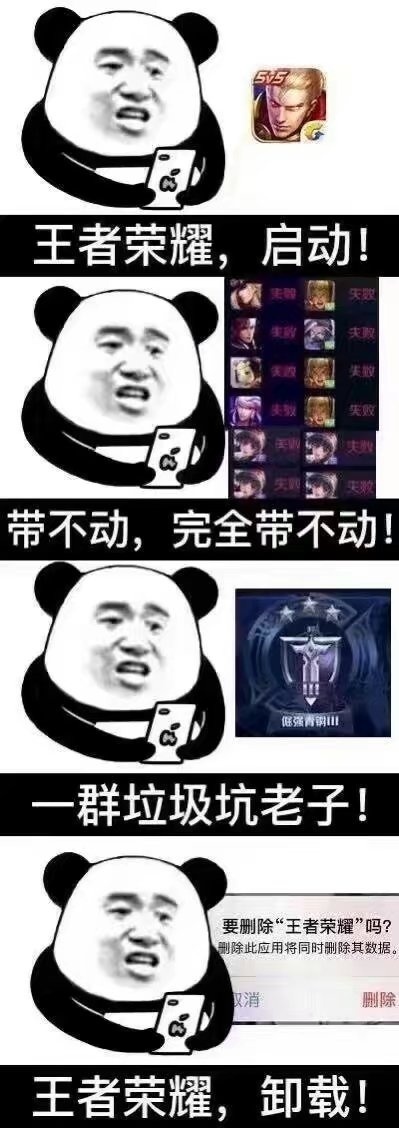 5v5
王者荣耀，启动！
失败 失败
失败 失败
失败 失败
失败 失败
失败 失败
失败 失败
带不动，完全带不动！
倔强青铜III
一群垃圾坑老子！
要删除“王者荣耀”吗？
删除此应用将同时删除其数据。
取消 删除
王者荣耀，卸载！